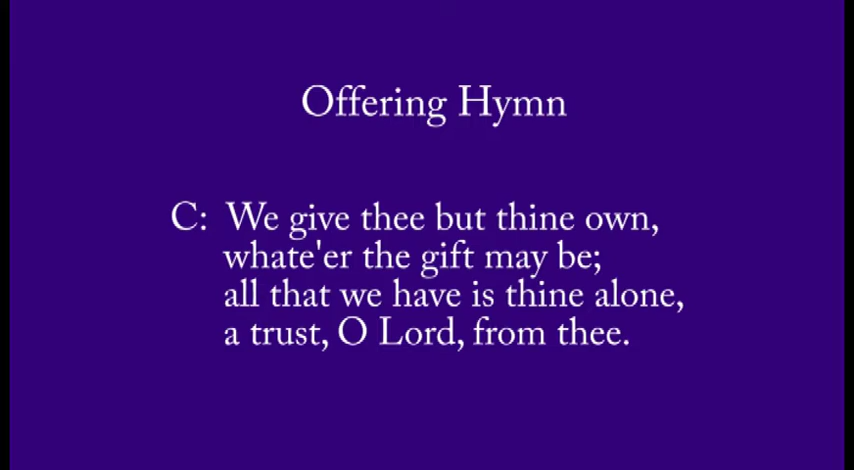 Offering Hymn
C: We give thee but thine own,
whate'er the gift may be;
all that we have is thine alone,
a trust, O Lord, from thee.